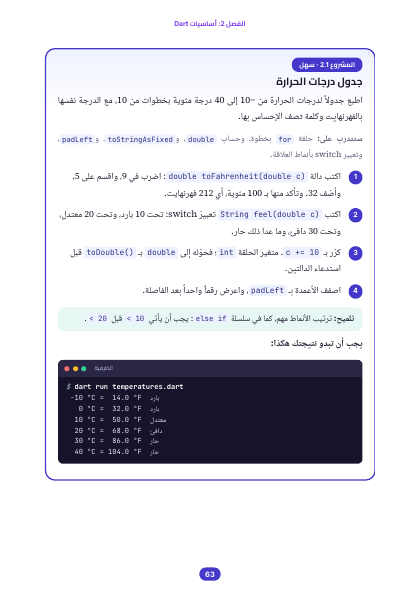 الفصل 2: أساسيات Dart
المشروع 2.1 · سهل
جدول درجات الحرارة
اطبع جدولاً لدرجات الحرارة من −10 إلى 40 درجة مئوية بخطوات من 10، مع الدرجة نفسها
بالفهرنهايت وكلمة تصف الإحساس بها.
ستتدرب على: حلقة for بخطوة، وحساب double ، وtoStringAsFixed ، وpadLeft ،
وتعبير switch بأنماط العلاقة.
1 اكتب دالة double toFahrenheit(double c) : اضرب في 9، واقسم على 5،
وأضف 32. وتأكد منها بـ 100 مئوية، أي 212 فهرنهايت.
2 اكتب String feel(double c) بتعبير switch: تحت 10 بارد، وتحت 20 معتدل،
وتحت 30 دافئ، وما عدا ذلك حار.
3 كرّر بـ c += 10 . متغير الحلقة int ؛ فحوّله إلى double بـ toDouble() قبل
استدعاء الدالتين.
4 اصفف الأعمدة بـ padLeft ، واعرض رقماً واحداً بعد الفاصلة.
تلميح: ترتيب الأنماط مهم، كما في سلسلة else if : يجب أن يأتي < 10 قبل < 20 .
يجب أن تبدو نتيجتك هكذا:
الطرفية
$ dart run temperatures.dart
-10 °C =  14.0 °F  بارد
0 °C =  32.0 °F  بارد
10 °C =  50.0 °F  معتدل
20 °C =  68.0 °F  دافئ
30 °C =  86.0 °F  حار
40 °C = 104.0 °F  حار
63